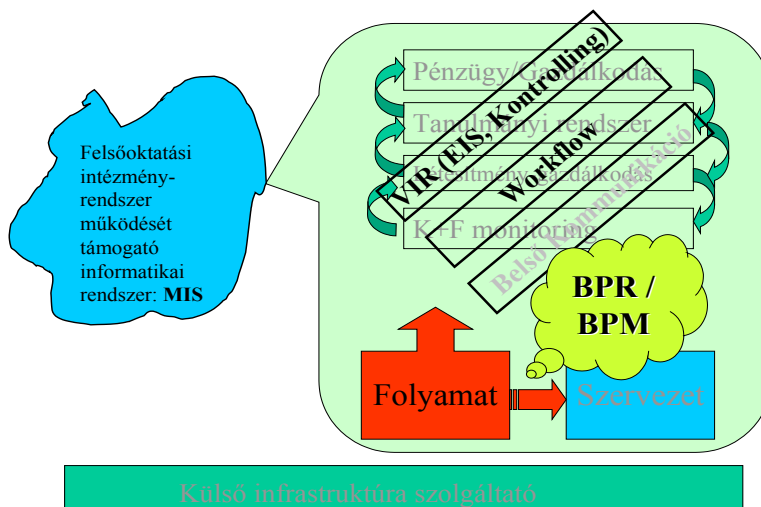 Felsőoktatási
intézmény-
rendszer
működését
támogató
informatikai
rendszer: MIS
Pénzügy/Gazdálkodás
Tanulmányi rendszer
Létesítmény gazdálkodás
K+F monitoring
VIR (EIS, Kontrolling)
Workflow
Belső Kommunikáció
BPR /
BPM
Folyamat
Szervezet
Külső infrastruktúra szolgáltató